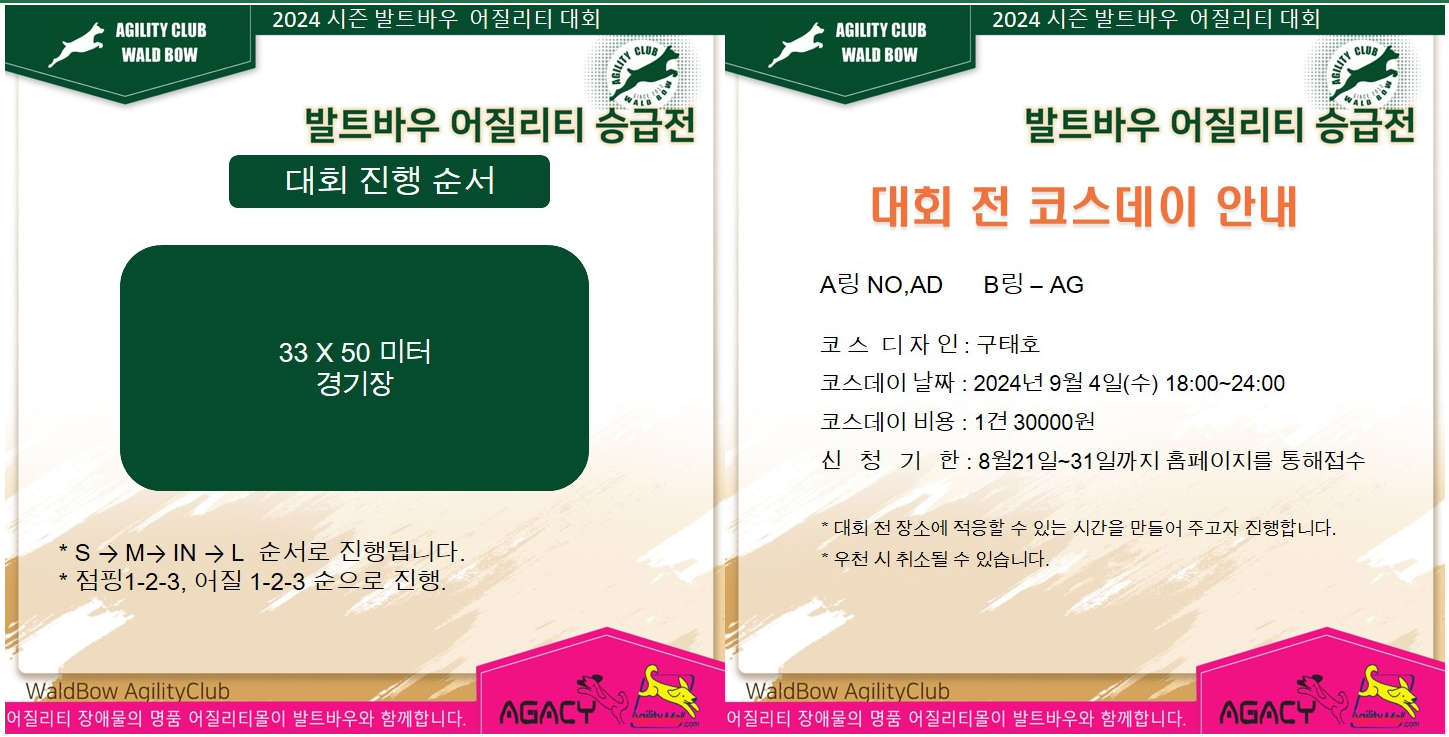 AGILITY CLUB
WALD BOW
2024 시즌 발트바우 어질리티 대회
AGILITY CLUB
SINCE
WALD BOW
발트바우 어질리티 승급전
대회 진행 순서
33 X 50 미터
경기장
* S → M→ IN → L 순서로 진행됩니다.
* 점핑1-2-3, 어질 1-2-3 순으로 진행.
WaldBow AgilityClub
어질리티 장애물의 명품 어질리티몰이 발트바우와 함께합니다.
AGACY
AgilityMall.com
AGILITY CLUB
WALD BOW
2024 시즌 발트바우 어질리티 대회
AGILITY CLUB
SINCE
WALD BOW
발트바우 어질리티 승급전
대회 전 코스데이 안내
A링 NO,AD B링 – AG
코 스 디 자 인 : 구태호
코스데이 날짜 : 2024년 9월 4일(수) 18:00~24:00
코스데이 비용 : 1견 30000원
신 청 기 한 : 8월21일~31일까지 홈페이지를 통해접수
* 대회 전 장소에 적응할 수 있는 시간을 만들어 주고자 진행합니다.
* 우천 시 취소될 수 있습니다.
WaldBow AgilityClub
어질리티 장애물의 명품 어질리티몰이 발트바우와 함께합니다.
AGACY
AgilityMall.com